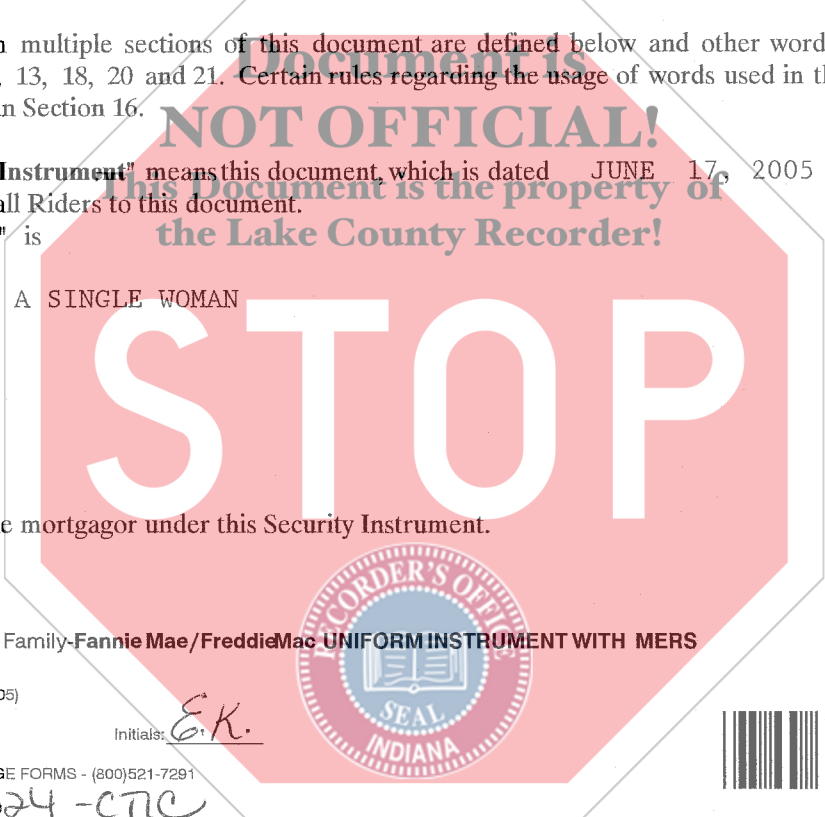 multiple sections of this document are defined below and other word
Document is
, 13, 18, 20 and 21. Certain rules regarding the usage of words used in
in Section 16.
NOT OFFICIAL!
Instrument" means this document, which is dated JUNE 17, 2005
This Document is the property of
all Riders to this document.
" is
the Lake County Recorder!
A SINGLE WOMAN
STOP
mortgagor under this Security Instrument.
RECORDER'S OFFICE
Family-Fannie Mae/FreddieMac UNIFORM INSTRUMENT WITH MERS
05)
SEAL
Initials: E.K.
INDIANA
GE FORMS - (800)521-7291
24 -CTIC